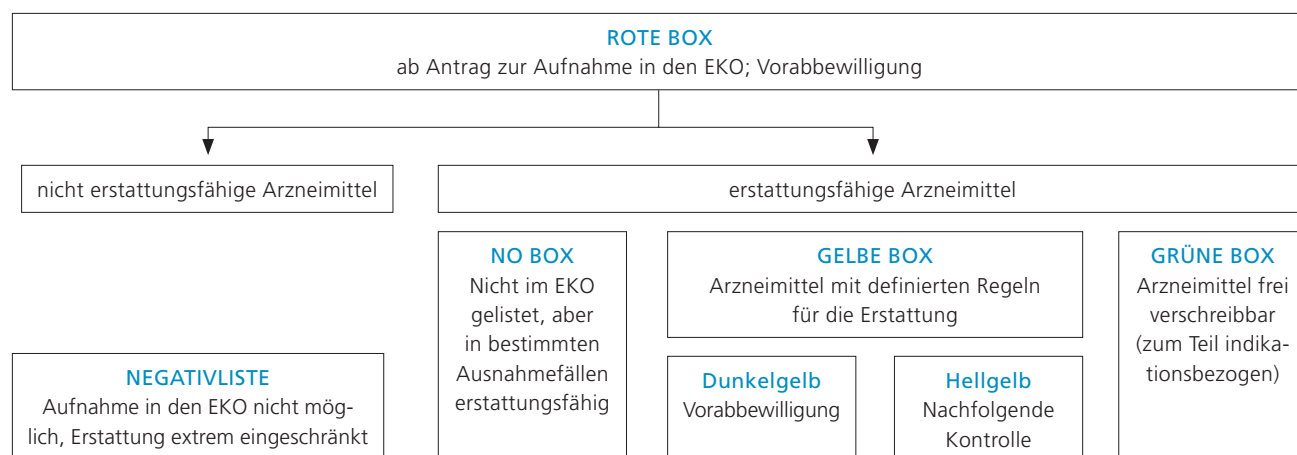 ROTE BOX
ab Antrag zur Aufnahme in den EKO; Vorabbewilligung
nicht erstattungsfähige Arzneimittel
erstattungsfähige Arzneimittel
NEGATIVLISTE
Aufnahme in den EKO nicht mög-
lich, Erstattung extrem eingeschränkt
NO BOX
Nicht im EKO
gelistet, aber
in bestimmten
Ausnahmefällen
erstattungsfähig
GELBE BOX
Arzneimittel mit definierten Regeln
für die Erstattung
Dunkelgelb
Vorabbewilligung
Hellgelb
Nachfolgende
Kontrolle
GRÜNE BOX
Arzneimittel frei
verschreibbar
(zum Teil indika-
tionsbezogen)